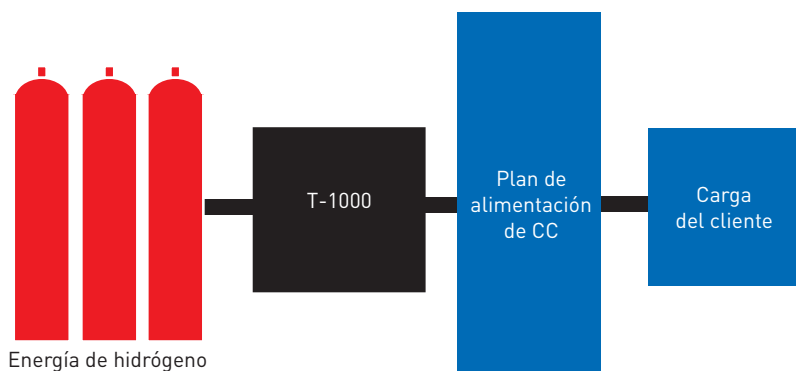 T-1000
Plan de
alimentación
de CC
Carga
del cliente
Energía de hidrógeno